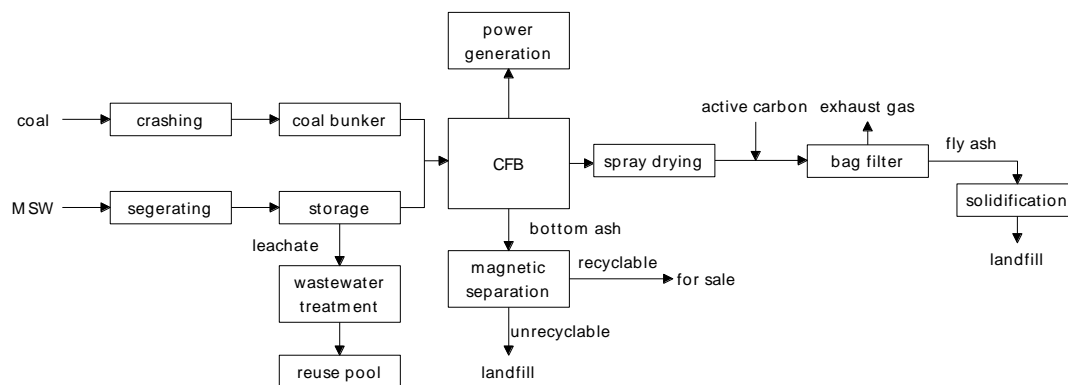 power
generation
coal
crashing
coal bunker
active carbon
exhaust gas
CFB
spray drying
bag filter
fly ash
MSW
segerating
storage
solidification
leachate
bottom ash
landfill
wastewater
treatment
magnetic
separation
recyclable
for sale
unrecyclable
reuse pool
landfill